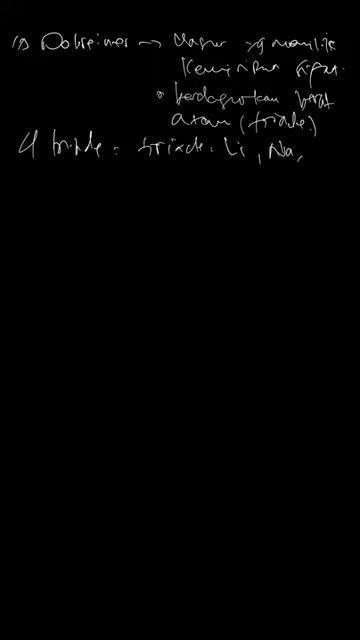 1) Dobreiner → Unsur yg memiliki
kemiripan sifat.
• berdasarkan berat
atom (triade)
4 triade : triade : Li, Na,